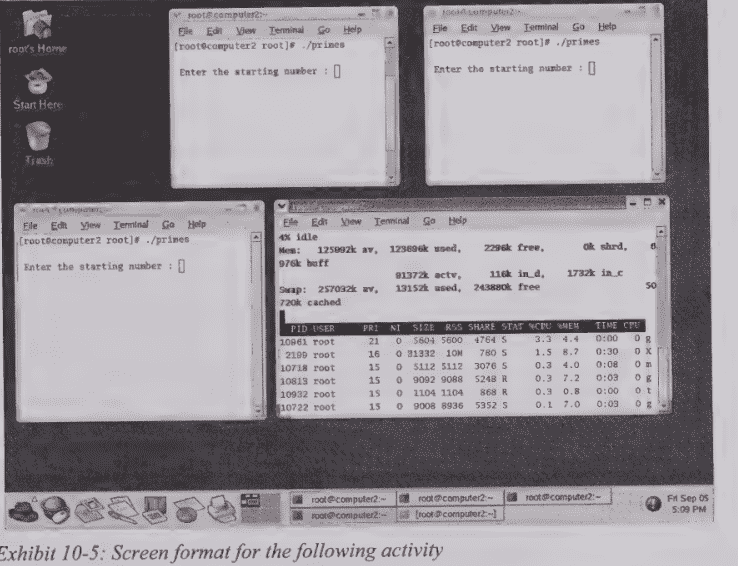 root's Home
Start Here
Trash
root@computer2:~
File Edit View Terminal Go Help
[root@computer2 root]# ./primes
Enter the starting number :
root@computer2:~
File Edit View Terminal Go Help
[root@computer2 root]# ./primes
Enter the starting number :
File Edit View Terminal Go Help
[root@computer2 root]# ./primes
Enter the starting number :
File Edit View Terminal Go Help
4% idle
Mem: 125992k av, 123696k used, 2296k free, 0k shrd, 6
976k buff
91372k actv, 116k in_d, 1732k in_c
Swap: 257032k av, 13152k used, 243880k free 50
720k cached
PID USER PRI NI SIZE RSS SHARE STAT %CPU %MEM TIME CPU
10861 root 21 0 5604 5600 4764 S 3.3 4.4 0:00 0 g
2199 root 16 0 31332 10M 780 S 1.5 8.7 0:30 0 X
10718 root 15 0 5112 5112 3076 S 0.3 4.0 0:08 0 m
10813 root 15 0 9092 9088 5248 R 0.3 7.2 0:03 0 g
10932 root 15 0 1104 1104 868 R 0.3 0.8 0:00 0 t
10722 root 15 0 9008 8936 5352 S 0.1 7.0 0:03 0 g
root@computer2:~ root@computer2:~ root@computer2:~
root@computer2:~ [root@computer2:~]
Fri Sep 05
5:09 PM
Exhibit 10-5: Screen format for the following activity